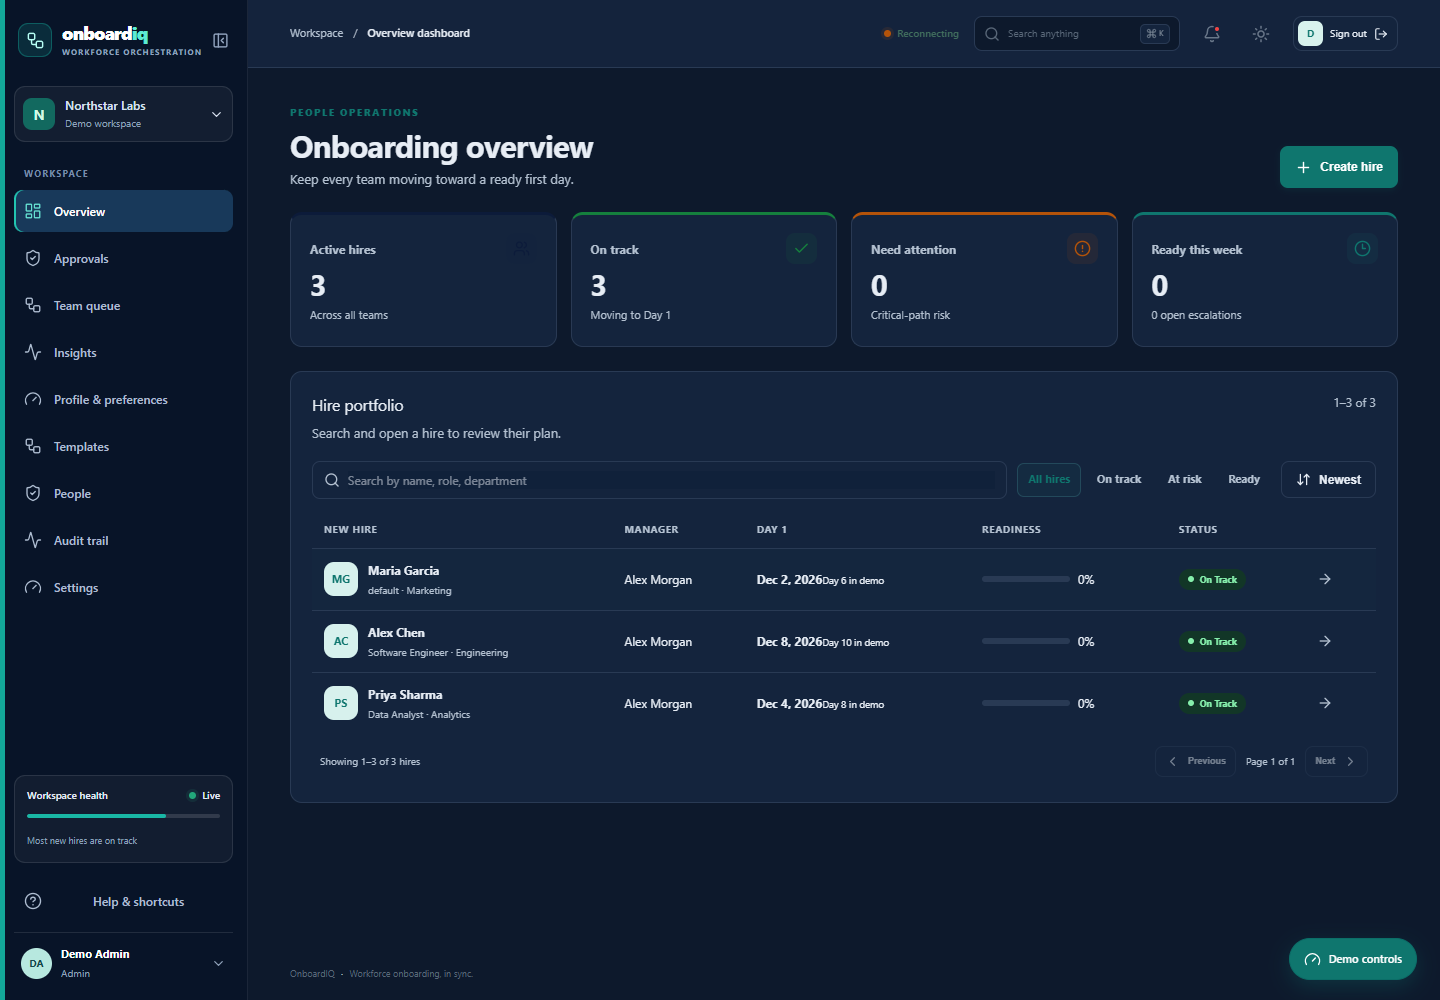 onboardiq
WORKFORCE ORCHESTRATION
N
Northstar Labs
Demo workspace
WORKSPACE
Overview
Approvals
Team queue
Insights
Profile & preferences
Templates
People
Audit trail
Settings
Workspace health
Live
Most new hires are on track
Help & shortcuts
DA
Demo Admin
Admin
Workspace / Overview dashboard
Reconnecting
Search anything
⌘ K
D
Sign out
PEOPLE OPERATIONS
Onboarding overview
Keep every team moving toward a ready first day.
Create hire
Active hires
3
Across all teams
On track
3
Moving to Day 1
Need attention
0
Critical-path risk
Ready this week
0
0 open escalations
Hire portfolio
1–3 of 3
Search and open a hire to review their plan.
Search by name, role, department
All hires
On track
At risk
Ready
Newest
NEW HIRE MANAGER DAY 1 READINESS STATUS
MG Maria Garcia Alex Morgan Dec 2, 2026Day 6 in demo 0% On Track
default · Marketing
AC Alex Chen Alex Morgan Dec 8, 2026Day 10 in demo 0% On Track
Software Engineer · Engineering
PS Priya Sharma Alex Morgan Dec 4, 2026Day 8 in demo 0% On Track
Data Analyst · Analytics
Showing 1–3 of 3 hires
Previous
Page 1 of 1
Next
OnboardIQ · Workforce onboarding, in sync.
Demo controls